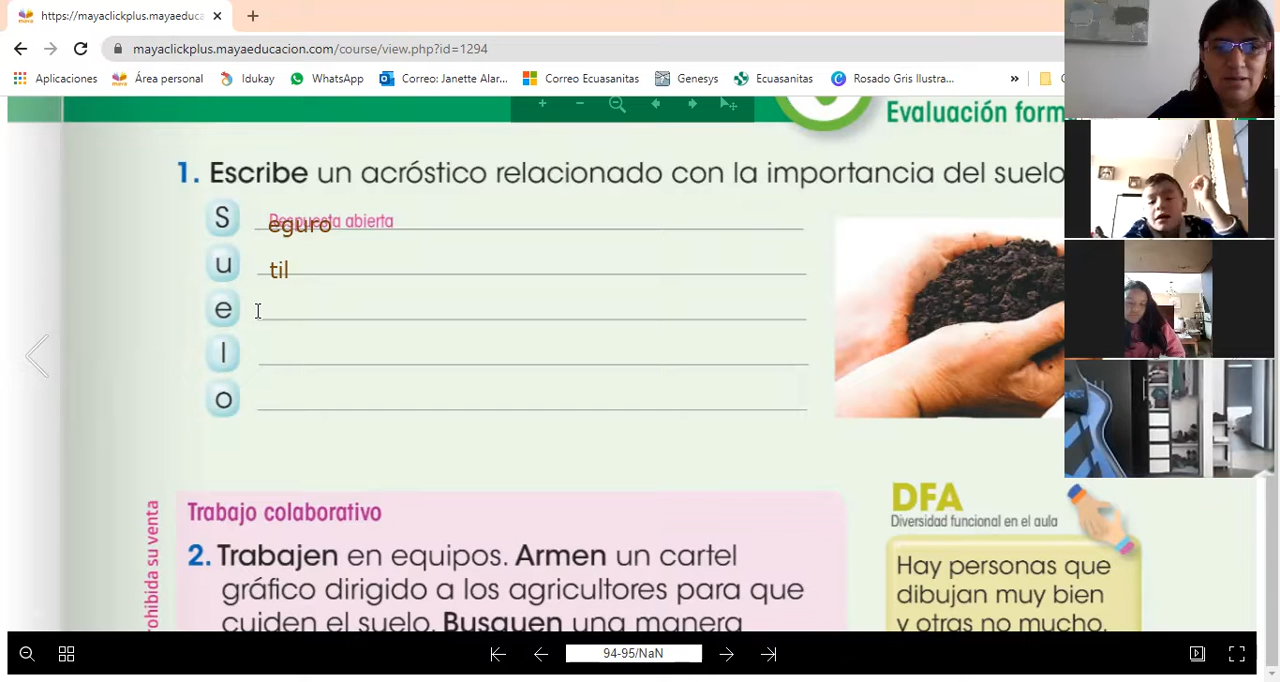 https://mayaclickplus.mayaeduca
mayaclickplus.mayaeducacion.com/course/view.php?id=1294
Aplicaciones Área personal Idukay WhatsApp Correo: Janette Alar... Correo Ecuasanitas Genesys Ecuasanitas Rosado Gris Ilustra... »
Evaluación form
1. Escribe un acróstico relacionado con la importancia del suelo
S Respuesta abierta
eguro
u til
e
l
o
Trabajo colaborativo
2. Trabajen en equipos. Armen un cartel
gráfico dirigido a los agricultores para que
cuiden el suelo. Busquen una manera
rohibida su venta
DFA
Diversidad funcional en el aula
Hay personas que
dibujan muy bien
y otras no mucho.
94-95/NaN